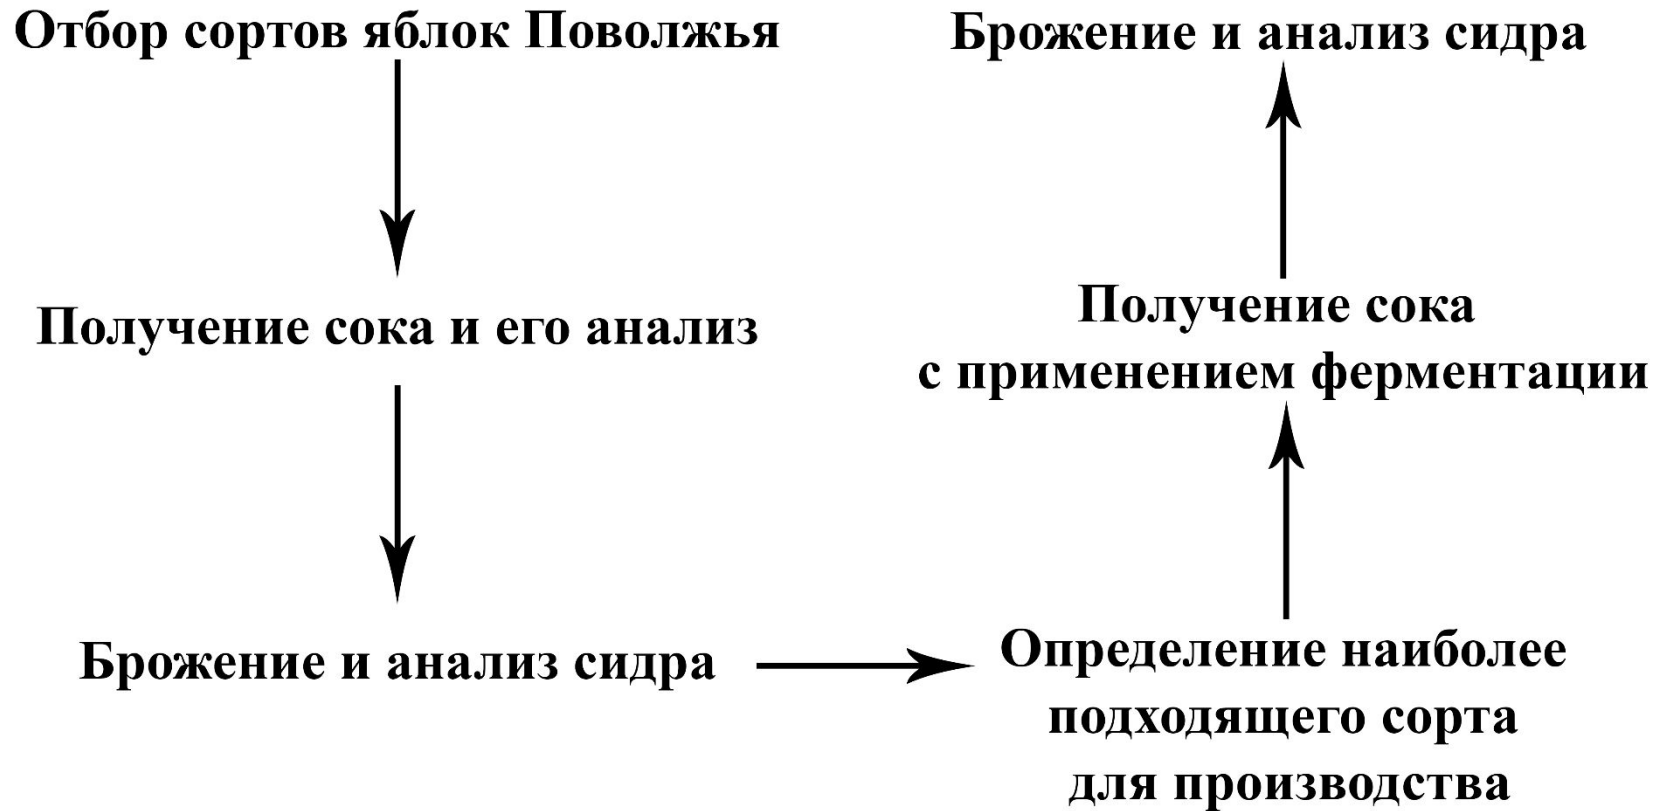 Отбор сортов яблок Поволжья
Получение сока и его анализ
Брожение и анализ сидра
Определение наиболее
подходящего сорта
для производства
Получение сока
с применением ферментации
Брожение и анализ сидра